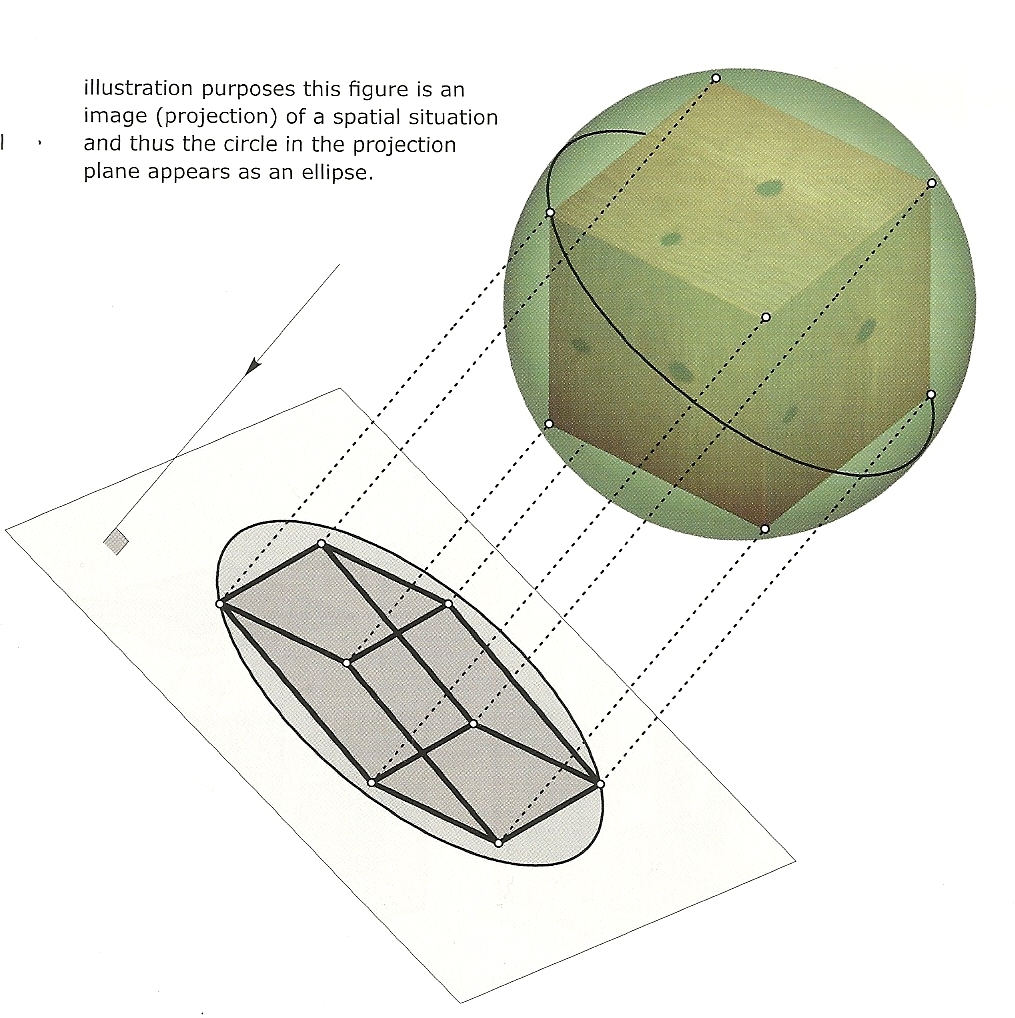 illustration purposes this figure is an
image (projection) of a spatial situation
and thus the circle in the projection
plane appears as an ellipse.